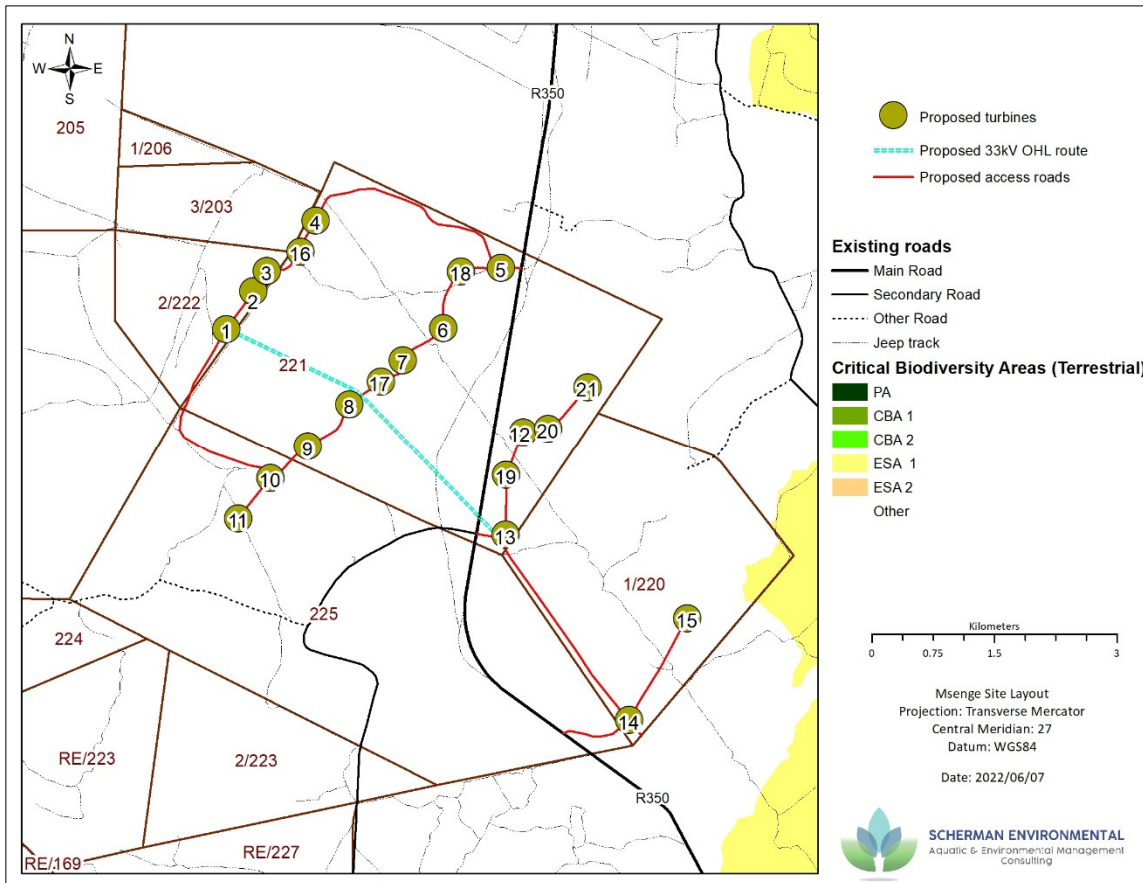 N
W E
S
205
1/206
3/203
2/222
221
225
224
RE/223
2/223
RE/169
RE/227
1/220
R350
R350
1
2
3
4
5
6
7
8
9
10
11
12
13
14
15
16
17
18
19
20
21
Proposed turbines
Proposed 33kV OHL route
Proposed access roads
Existing roads
Main Road
Secondary Road
Other Road
Jeep track
Critical Biodiversity Areas (Terrestrial)
PA
CBA 1
CBA 2
ESA 1
ESA 2
Other
Kilometers
0 0.75 1.5 3
Msenge Site Layout
Projection: Transverse Mercator
Central Meridian: 27
Datum: WGS84
Date: 2022/06/07
SCHERMAN ENVIRONMENTAL
Aquatic & Environmental Management
Consulting